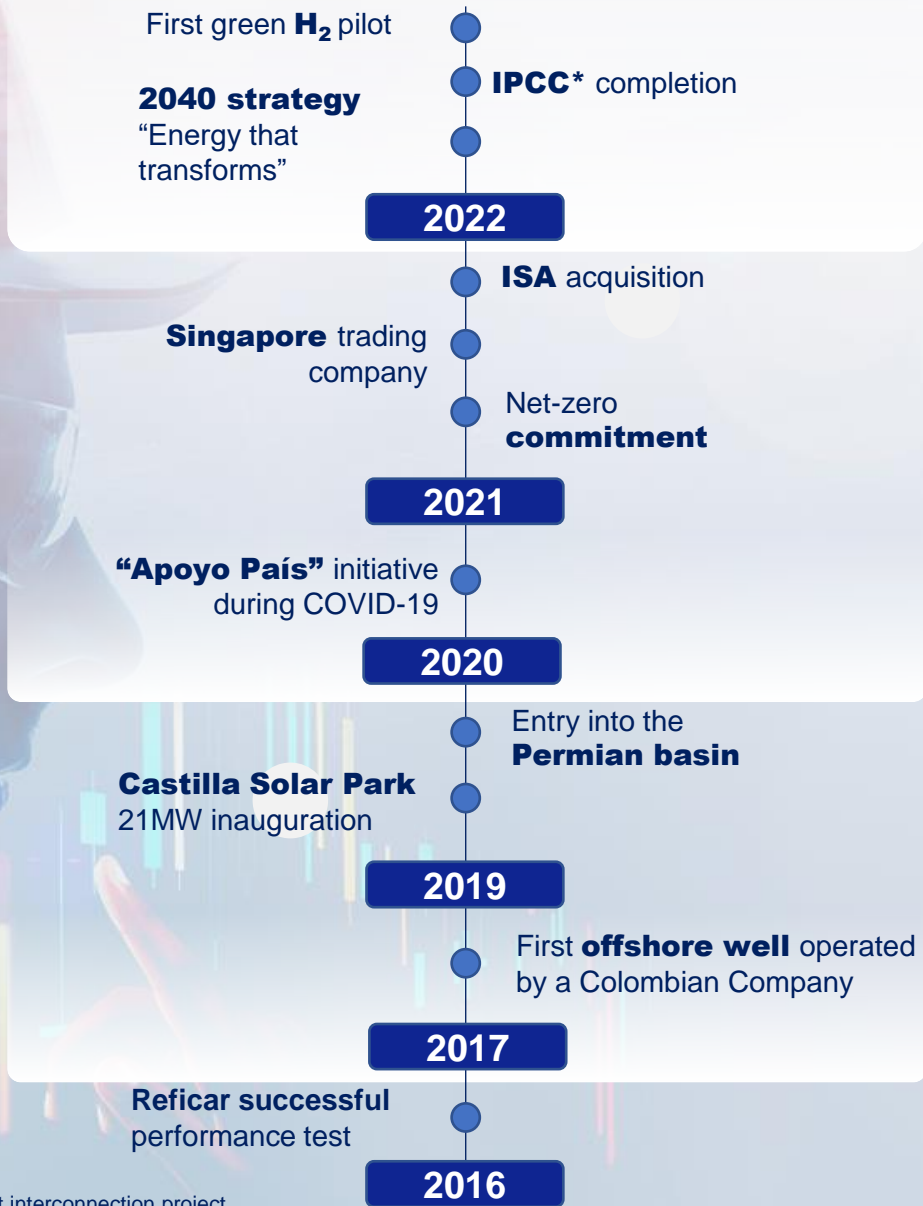 First green H₂ pilot
IPCC* completion
2040 strategy
“Energy that
transforms”
2022
ISA acquisition
Singapore trading
company
Net-zero
commitment
2021
“Apoyo País” initiative
during COVID-19
2020
Entry into the
Permian basin
Castilla Solar Park
21MW inauguration
2019
First offshore well operated
by a Colombian Company
2017
Reficar successful
performance test
2016
interconnection project